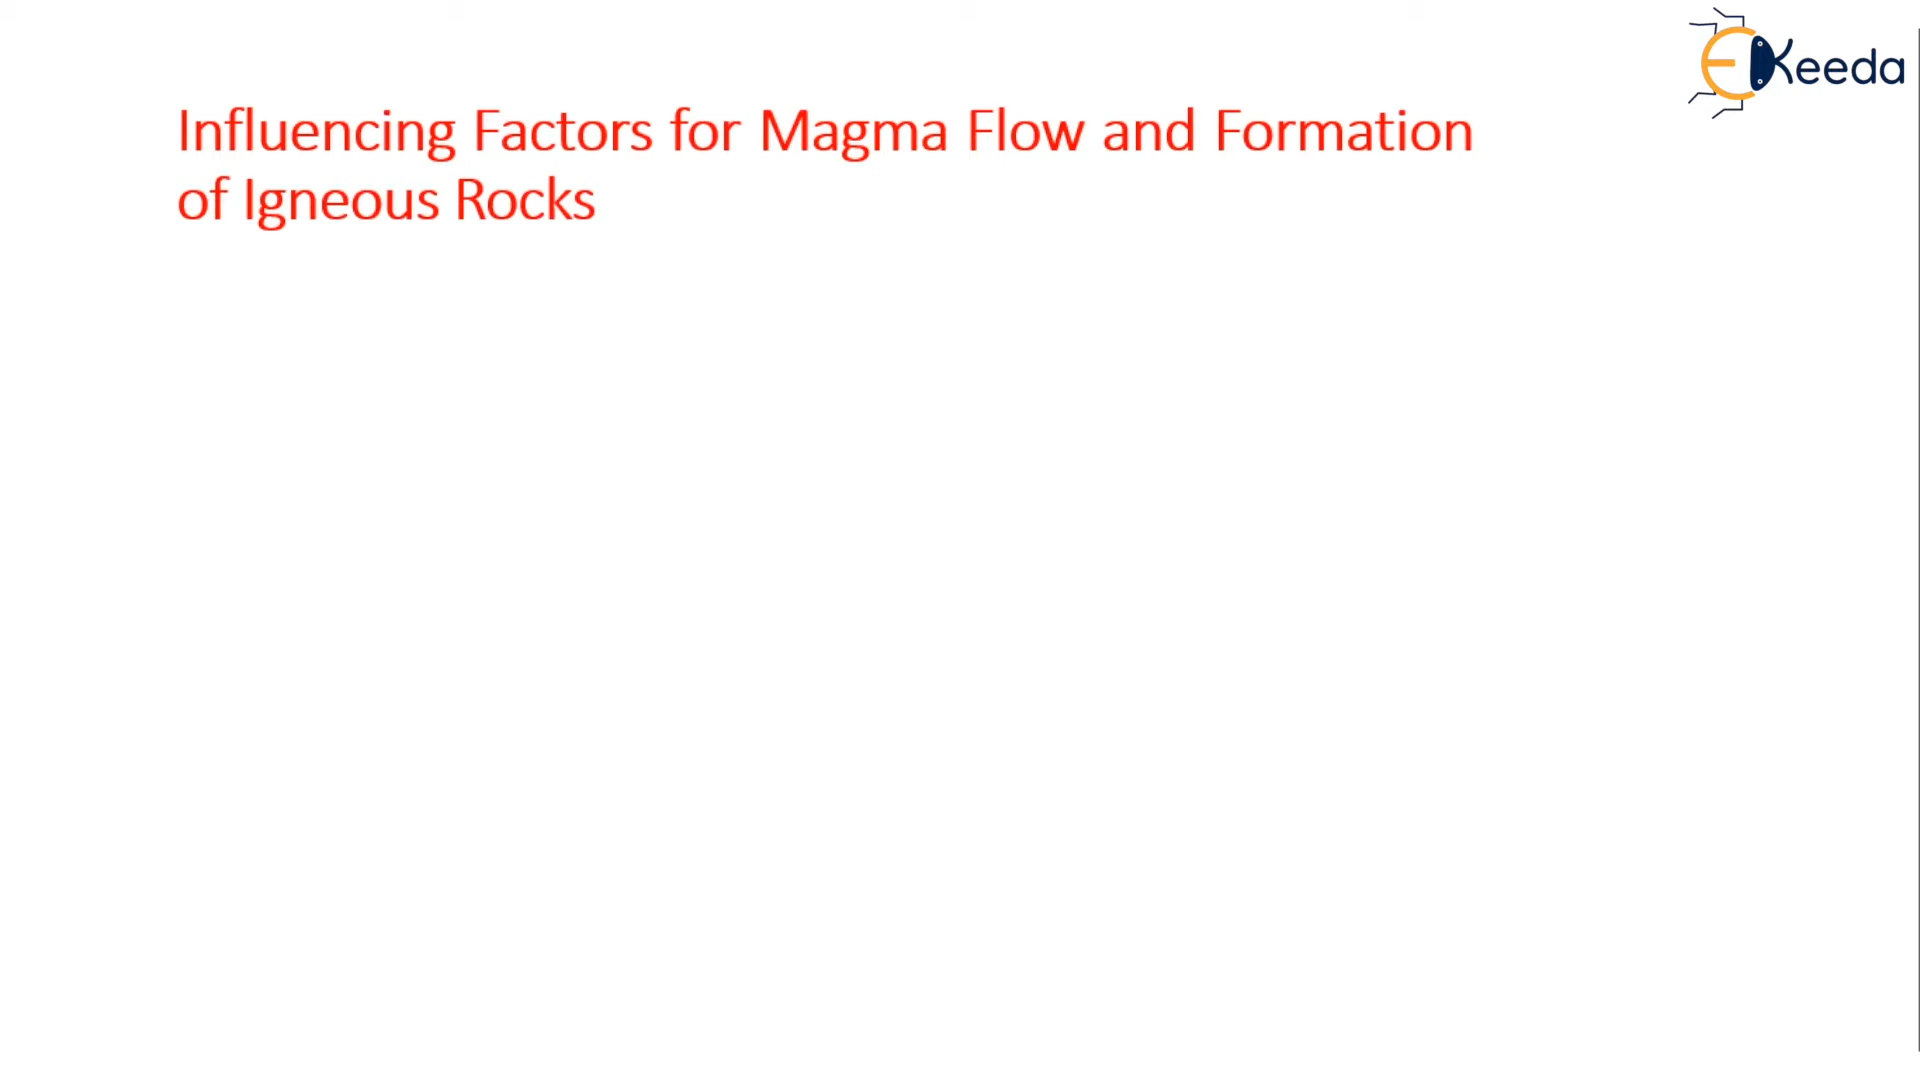 EKeeda
Influencing Factors for Magma Flow and Formation
of Igneous Rocks